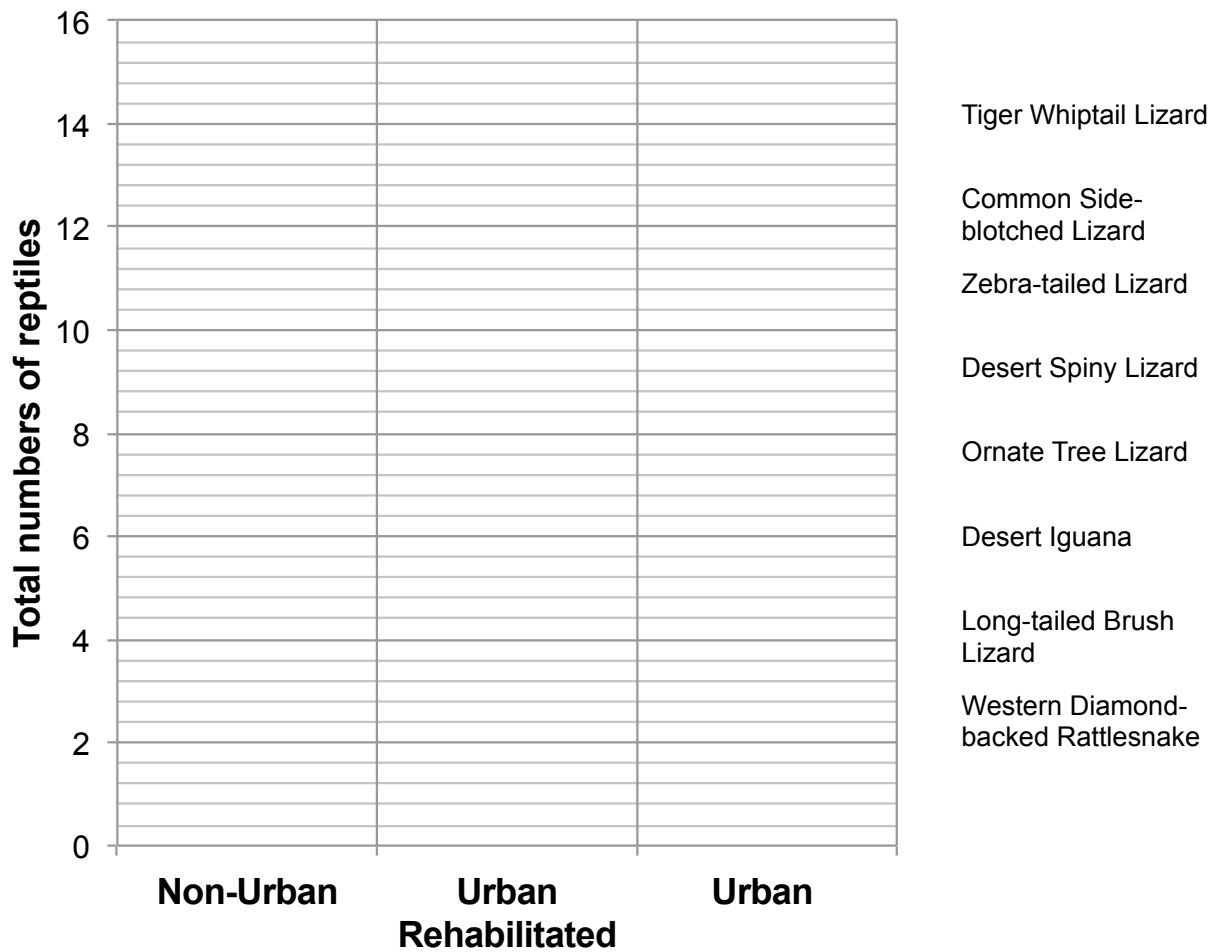 16
14
12
10
8
6
4
2
0
Total numbers of reptiles
Non-Urban
Urban
Rehabilitated
Urban
Tiger Whiptail Lizard
Common Side-
blotched Lizard
Zebra-tailed Lizard
Desert Spiny Lizard
Ornate Tree Lizard
Desert Iguana
Long-tailed Brush
Lizard
Western Diamond-
backed Rattlesnake